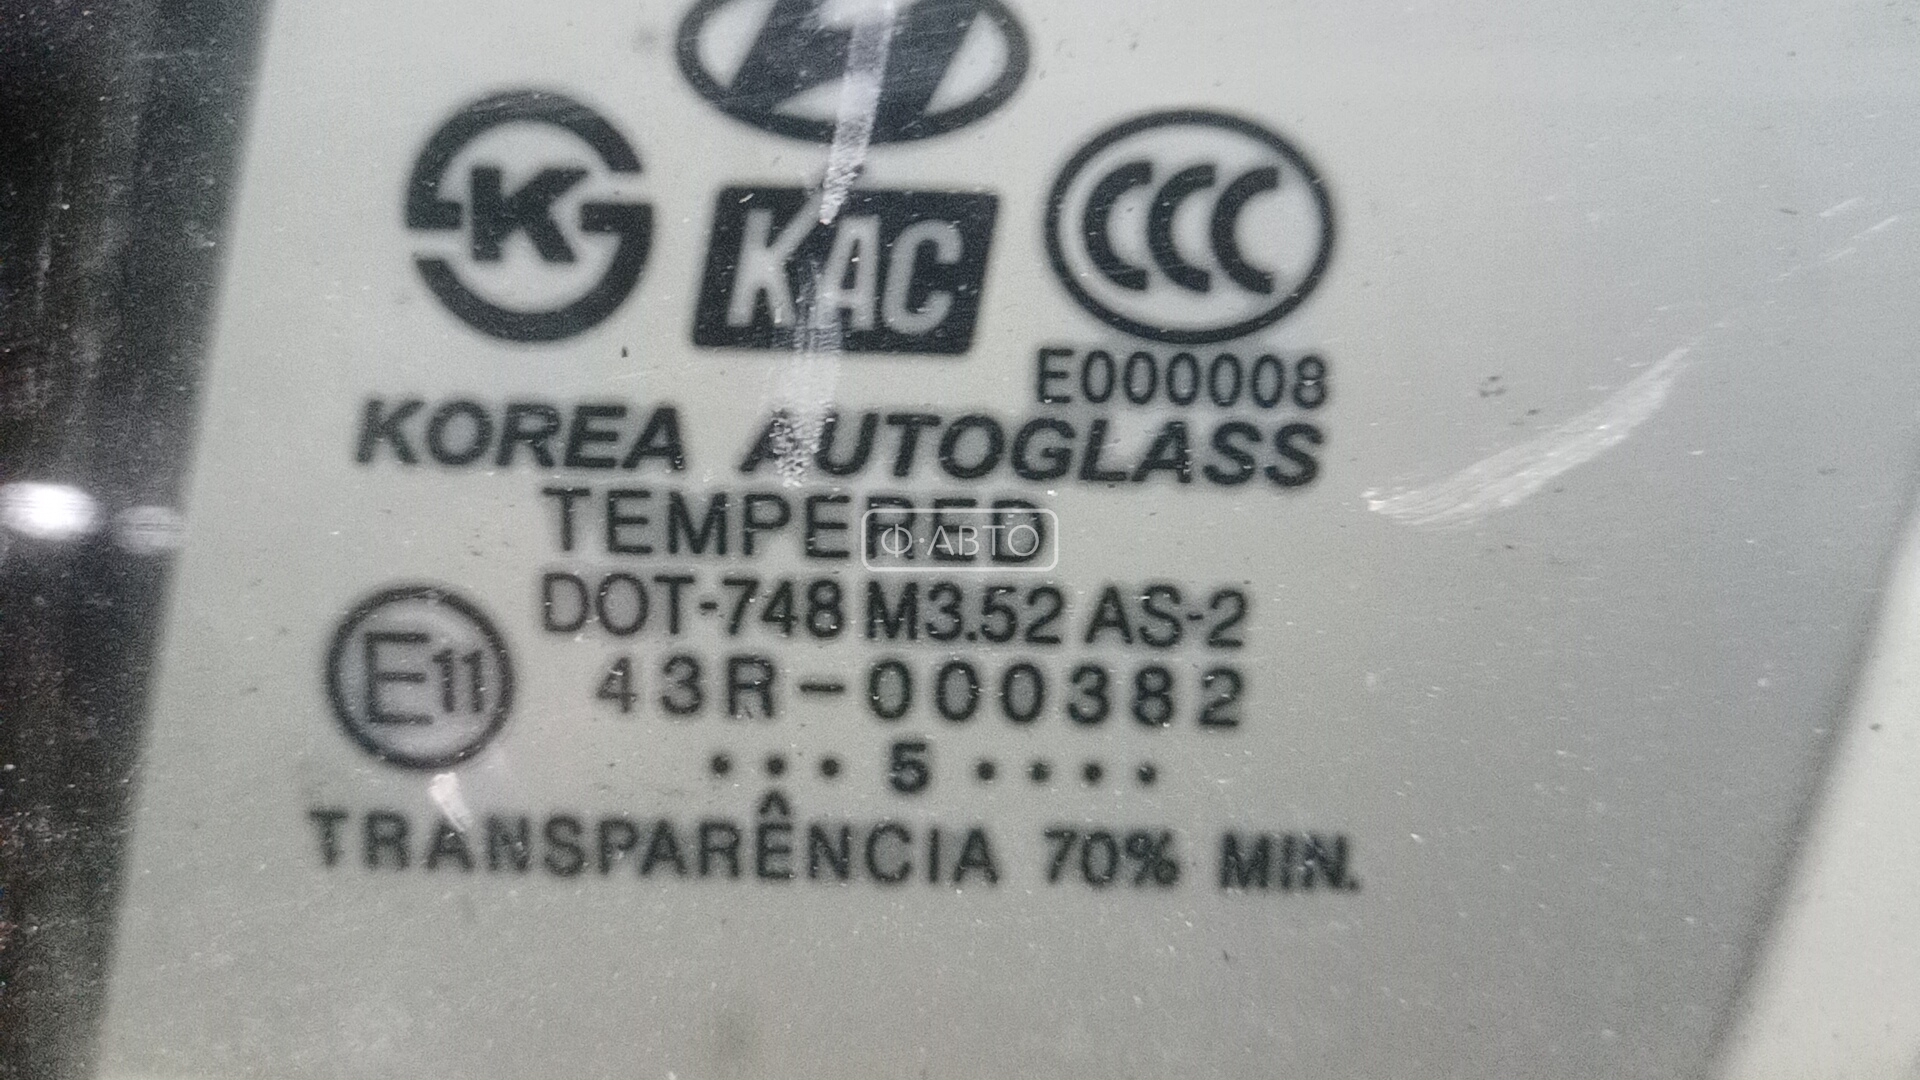 K
KAC
CCC
E000008
KOREA AUTOGLASS
TEMPERED
Ф·АВТО
DOT-748 M3.52 AS-2
E11
43R-000382
••• 5 ••••
TRANSPARÊNCIA 70% MIN.